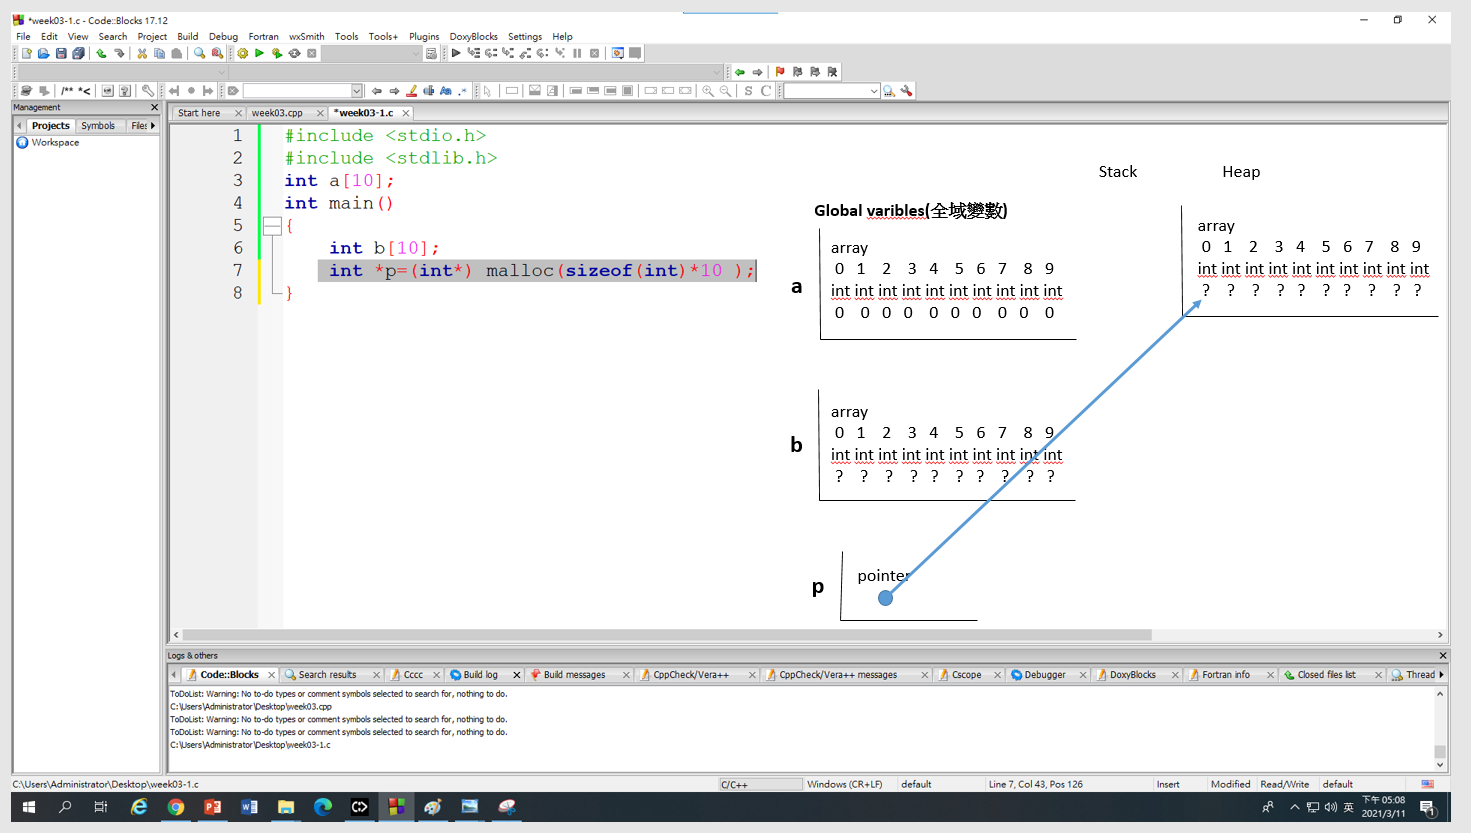 *week03-1.c - Code::Blocks 17.12
File Edit View Search Project Build Debug Fortran wxSmith Tools Tools+ Plugins DoxyBlocks Settings Help
/** *<
S C
Management
Projects Symbols Files
Workspace
Start here week03.cpp *week03-1.c
1 #include <stdio.h>
2 #include <stdlib.h>
3 int a[10];
4 int main()
5 {
6 int b[10];
7 int *p=(int*) malloc(sizeof(int)*10 );
8 }
Stack Heap
Global varibles(全域變數)
array
0 1 2 3 4 5 6 7 8 9
int int int int int int int int int int
0 0 0 0 0 0 0 0 0 0
a
array
0 1 2 3 4 5 6 7 8 9
int int int int int int int int int int
? ? ? ? ? ? ? ? ? ?
array
0 1 2 3 4 5 6 7 8 9
int int int int int int int int int int
? ? ? ? ? ? ? ? ? ?
b
pointer
p
Logs & others
Code::Blocks Search results Cccc Build log Build messages CppCheck/Vera++ CppCheck/Vera++ messages Cscope Debugger DoxyBlocks Fortran info Closed files list Thread
ToDoList: Warning: No to-do types or comment symbols selected to search for, nothing to do.
C:\Users\Administrator\Desktop\week03.cpp
ToDoList: Warning: No to-do types or comment symbols selected to search for, nothing to do.
ToDoList: Warning: No to-do types or comment symbols selected to search for, nothing to do.
C:\Users\Administrator\Desktop\week03-1.c
C:\Users\Administrator\Desktop\week03-1.c C/C++ Windows (CR+LF) default Line 7, Col 43, Pos 126 Insert Modified Read/Write default
英
下午 05:08
2021/3/11
1